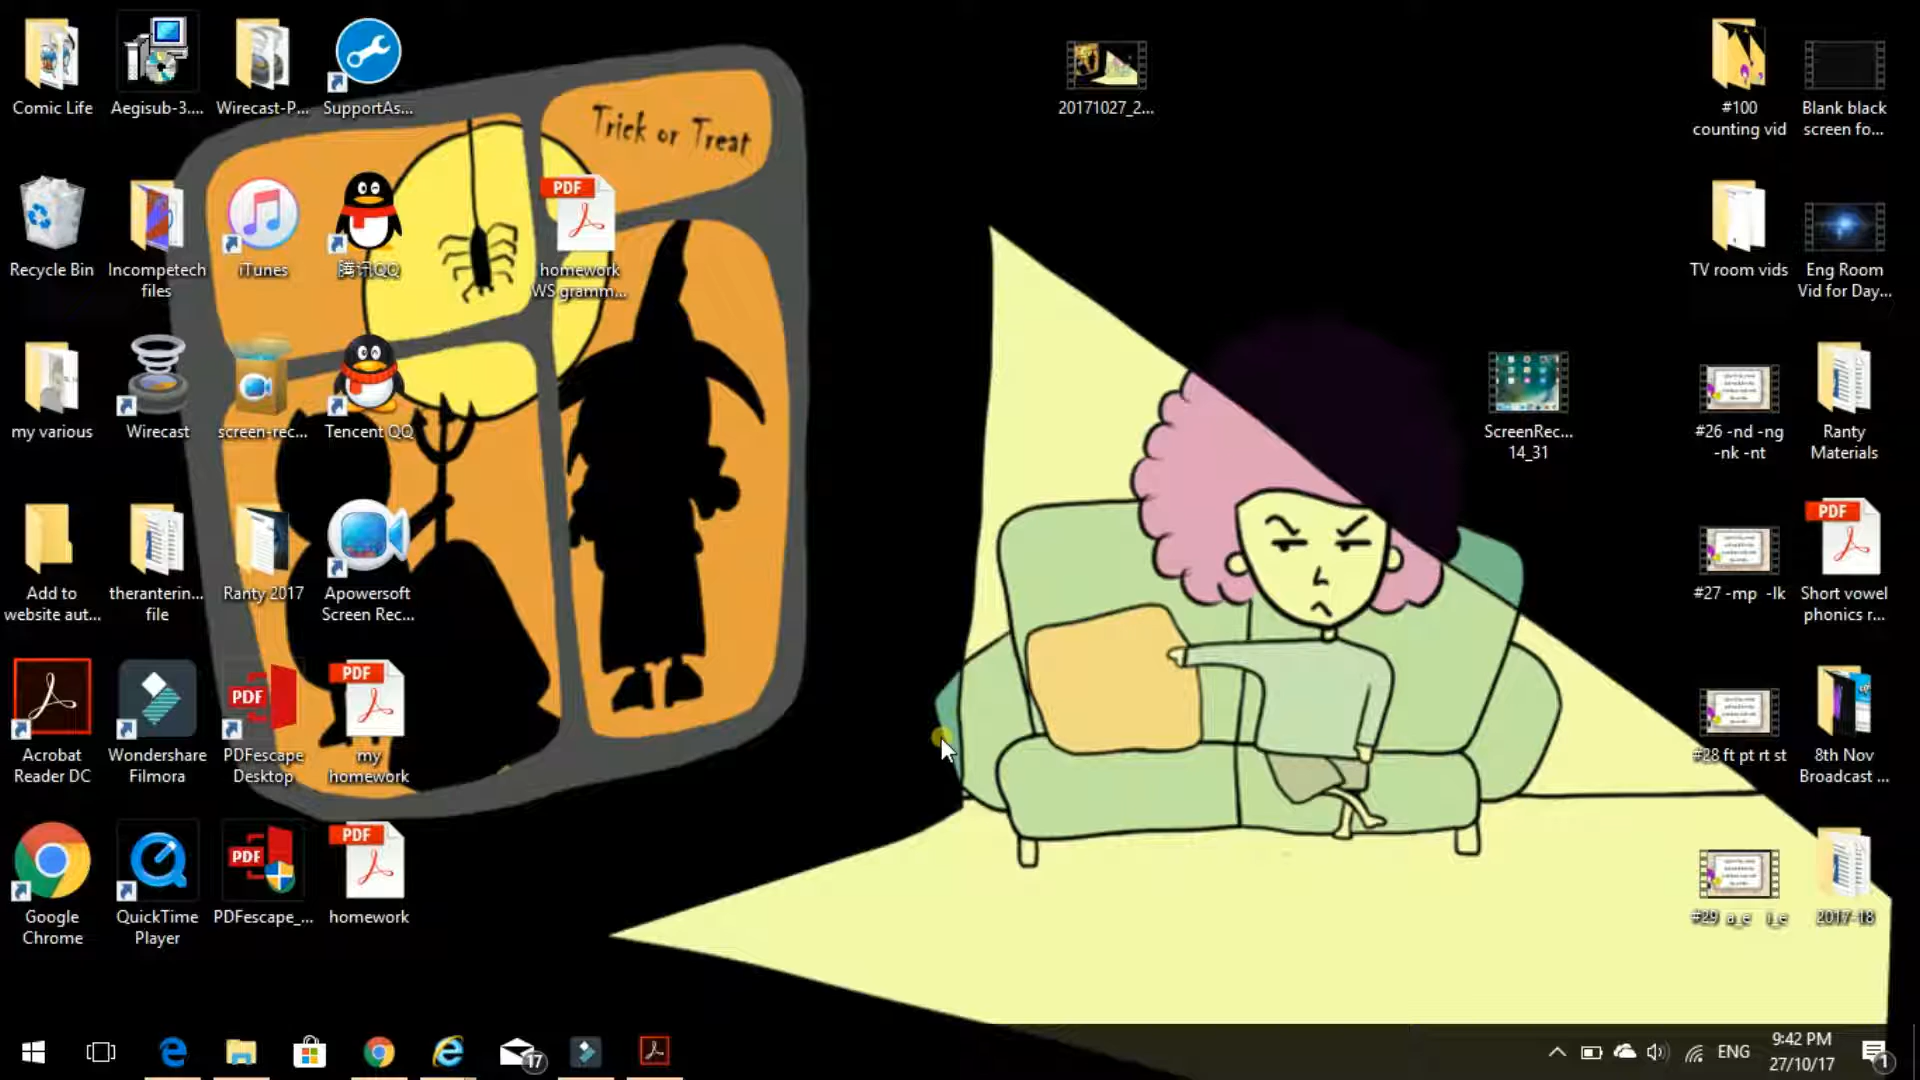 Comic Life
Aegisub-3....
Wirecast-P...
SupportAs...
Trick or Treat
20171027_2...
#100
counting vid
Blank black
screen fo...
Recycle Bin
Incompetech
files
iTunes
腾讯QQ
PDF
homework
WS gramm...
TV room vids
Eng Room
Vid for Day...
my various
Wirecast
screen-rec...
Tencent QQ
ScreenRec...
14_31
#26 -nd -ng
-nk -nt
Ranty
Materials
Add to
website aut...
theranterin...
file
Ranty 2017
Apowersoft
Screen Rec...
#27 -mp -lk
PDF
Short vowel
phonics r...
Acrobat
Reader DC
Wondershare
Filmora
PDF
PDFescape
Desktop
PDF
my
homework
#28 ft pt rt st
8th Nov
Broadcast ...
Google
Chrome
QuickTime
Player
PDF
PDFescape_...
PDF
homework
#29 a_e i_e
2017-18
17
ENG
9:42 PM
27/10/17
1